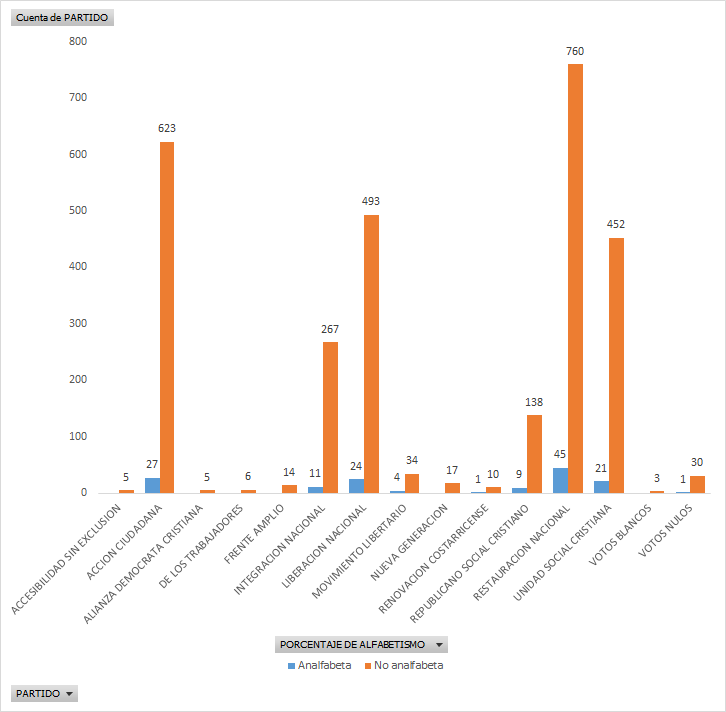 Cuenta de PARTIDO
800
700
600
500
400
300
200
100
0
5
27
623
5
6
14
11
267
24
493
4
34
17
1
10
9
138
45
760
21
452
3
1
30
ACCESIBILIDAD SIN EXCLUSION
ACCION CIUDADANA
ALIANZA DEMOCRATA CRISTIANA
DE LOS TRABAJADORES
FRENTE AMPLIO
INTEGRACION NACIONAL
LIBERACION NACIONAL
MOVIMIENTO LIBERTARIO
NUEVA GENERACION
RENOVACION COSTARRICENSE
REPUBLICANO SOCIAL CRISTIANO
RESTAURACION NACIONAL
UNIDAD SOCIAL CRISTIANA
VOTOS BLANCOS
VOTOS NULOS
PORCENTAJE DE ALFABETISMO
Analfabeta No analfabeta
PARTIDO